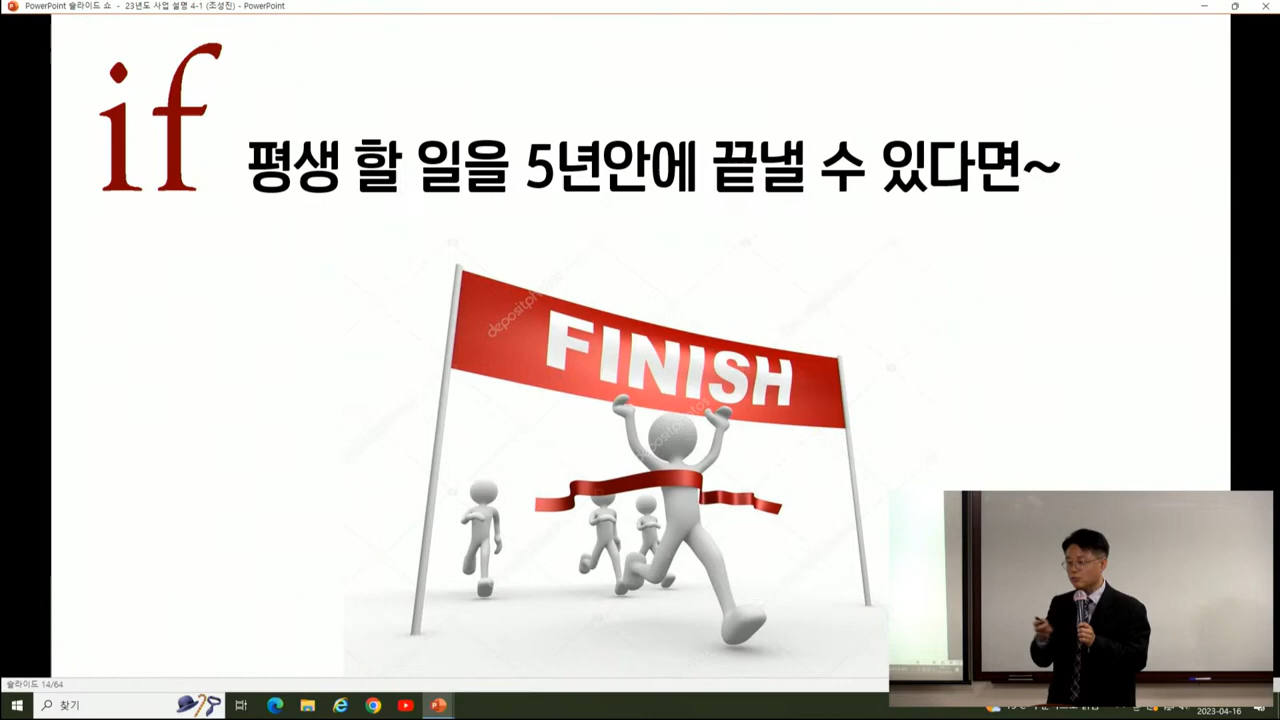 PowerPoint 슬라이드 쇼 - 23년도 사업 설명 4-1 (조성진) - PowerPoint
if
평생 할 일을 5년안에 끝낼 수 있다면~
depositphotos
FINISH
depositphotos
슬라이드 14/64
찾기
2023-04-16